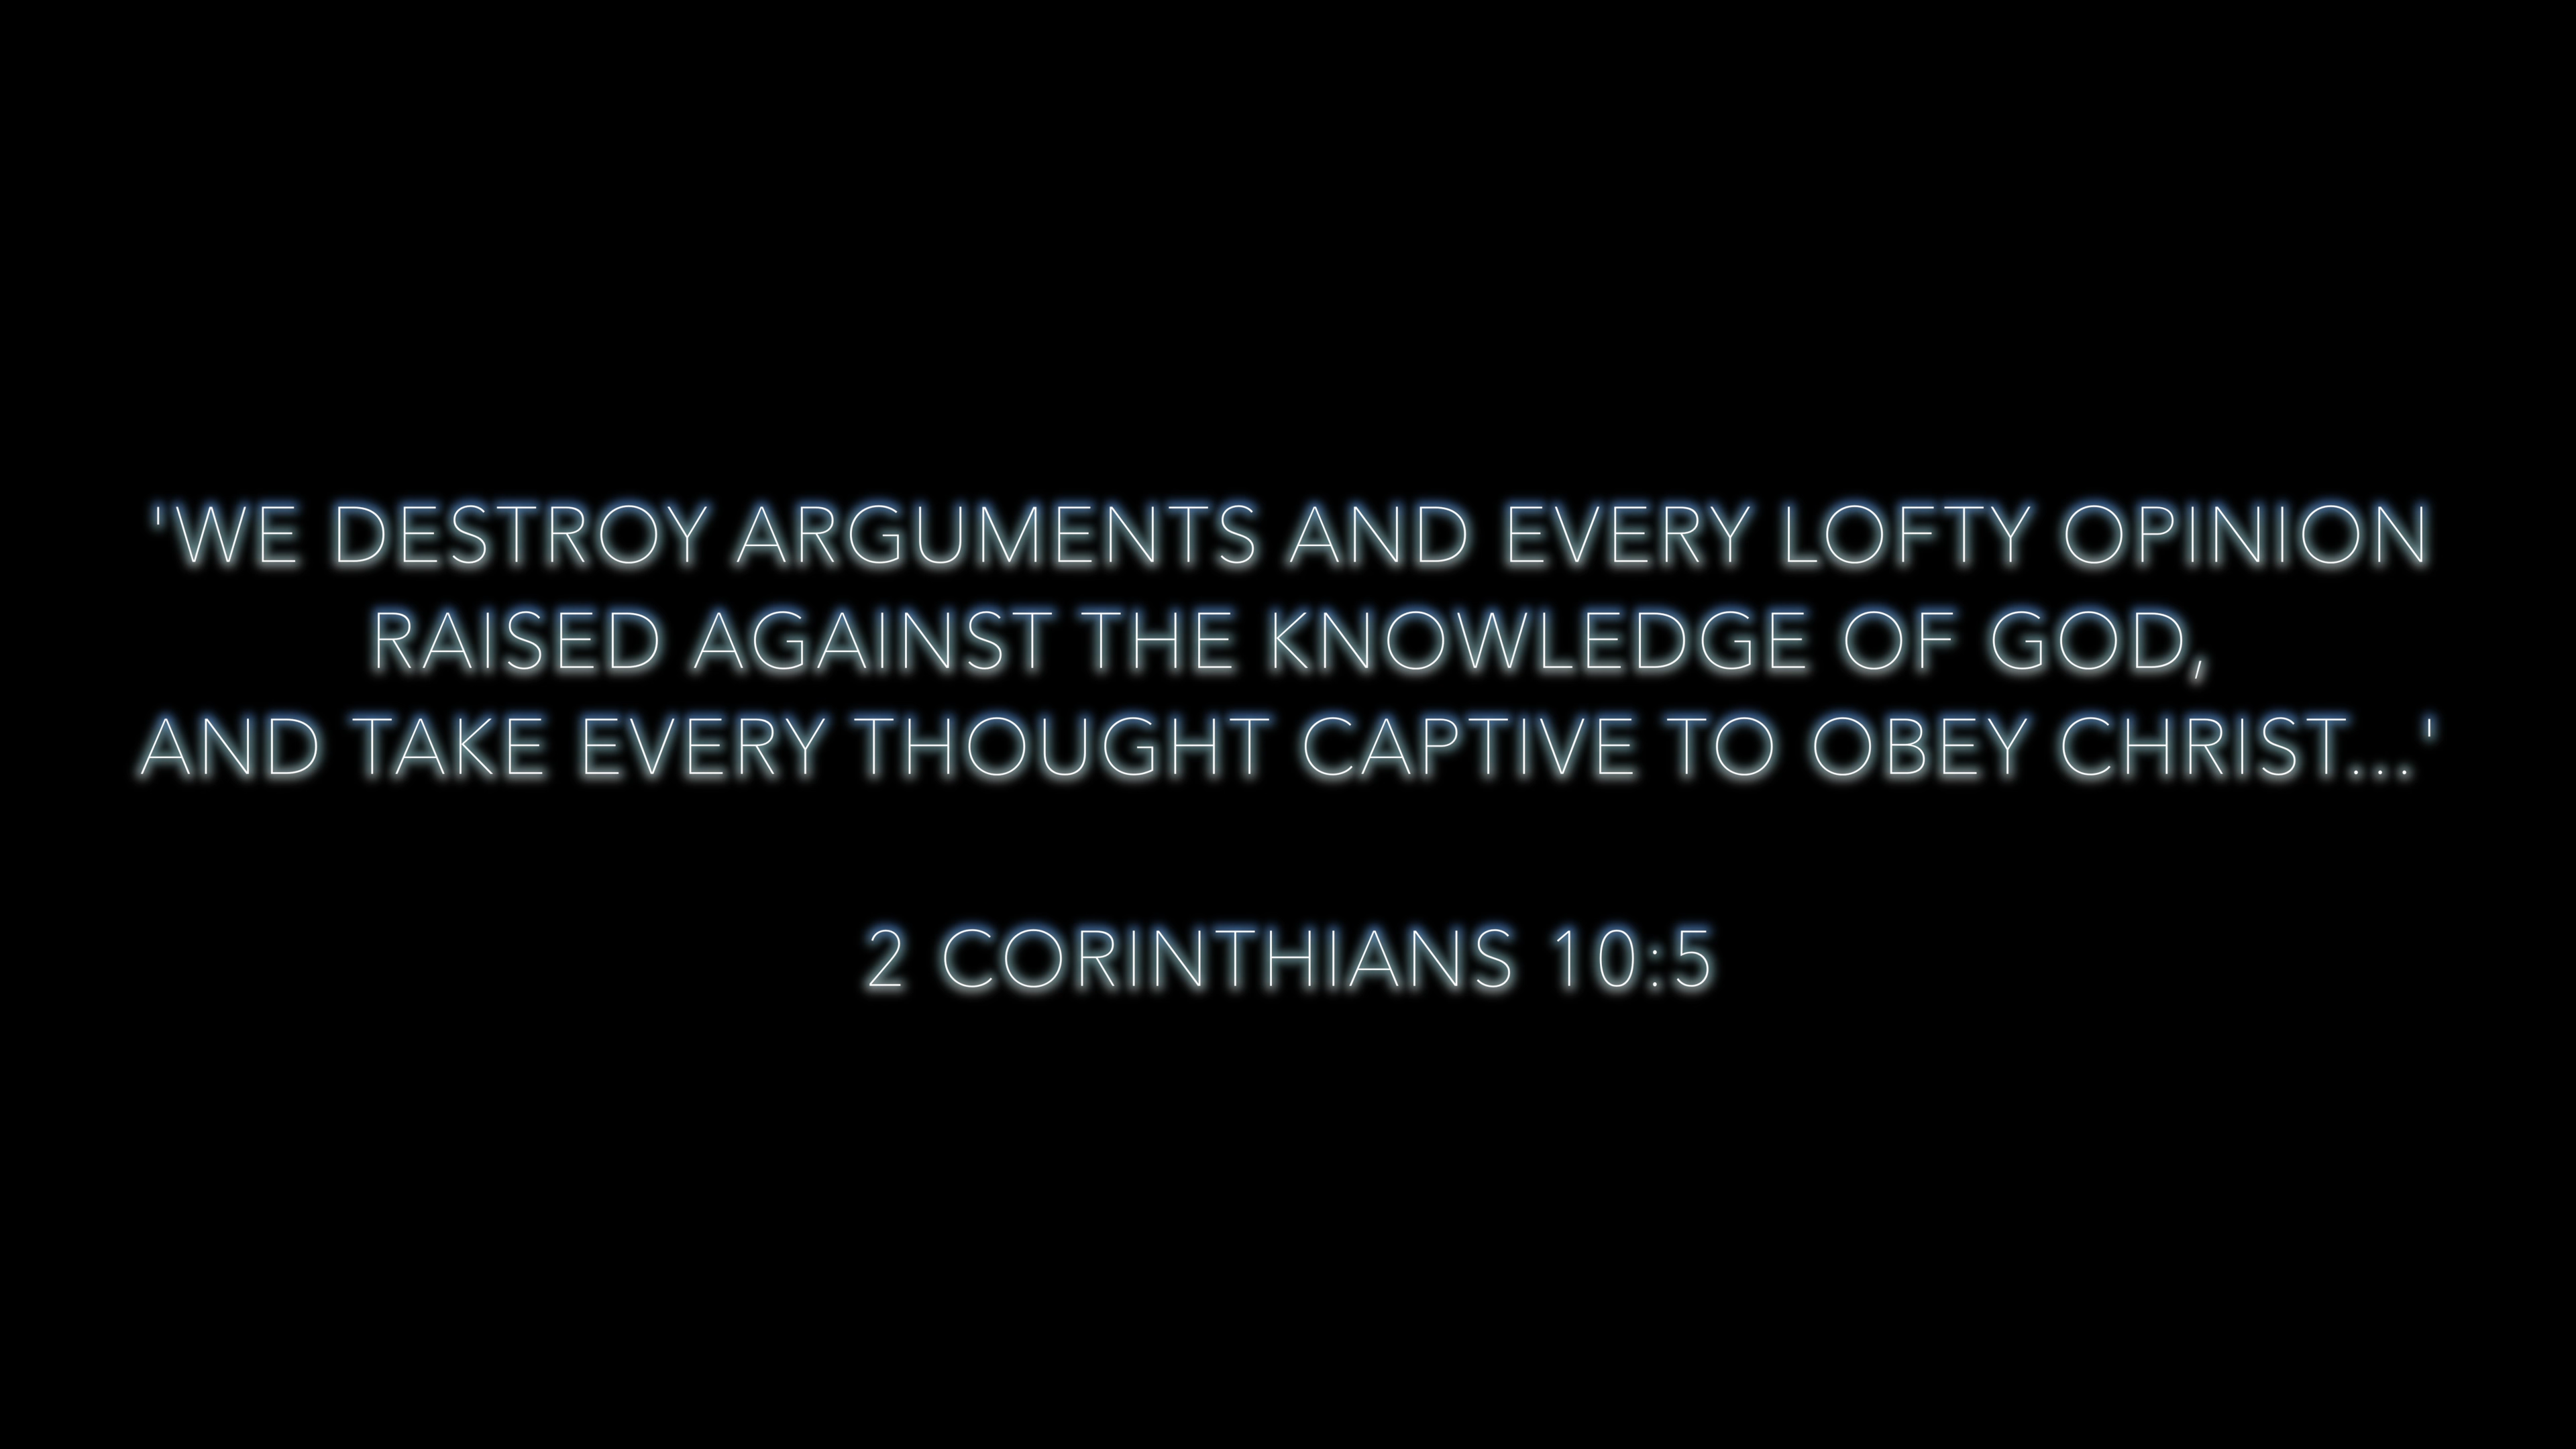 'WE DESTROY ARGUMENTS AND EVERY LOFTY OPINION
RAISED AGAINST THE KNOWLEDGE OF GOD,
AND TAKE EVERY THOUGHT CAPTIVE TO OBEY CHRIST...'
2 CORINTHIANS 10:5